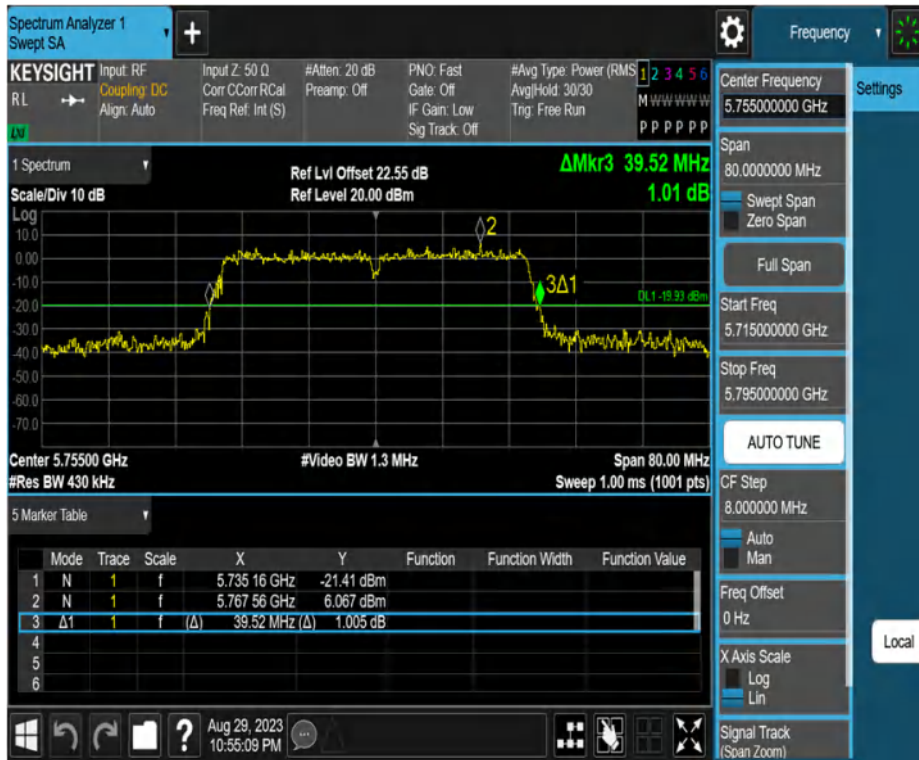 Spectrum Analyzer 1
Swept SA
+
Frequency
KEYSIGHT Input: RF Input Z: 50 Ω #Atten: 20 dB PNO: Fast #Avg Type: Power (RMS 1 2 3 4 5 6
RL Coupling: DC Corr CCorr RCal Preamp: Off Gate: Off Avg|Hold: 30/30 M W W W W W
Align: Auto Freq Ref: Int (S) IF Gain: Low Trig: Free Run
LXI Sig Track: Off P P P P P P
1 Spectrum
Scale/Div 10 dB
Ref Lvl Offset 22.55 dB
Ref Level 20.00 dBm
ΔMkr3 39.52 MHz
1.01 dB
Log
10.0
0.00
-10.0
-20.0
-30.0
-40.0
-50.0
-60.0
-70.0
2
3Δ1
DL1 -19.93 dBm
Center 5.75500 GHz #Video BW 1.3 MHz Span 80.00 MHz
#Res BW 430 kHz Sweep 1.00 ms (1001 pts)
5 Marker Table
Mode Trace Scale X Y Function Function Width Function Value
1 N 1 f 5.735 16 GHz -21.41 dBm
2 N 1 f 5.767 56 GHz 6.067 dBm
3 Δ1 1 f (Δ) 39.52 MHz (Δ) 1.005 dB
4
5
6
?
Aug 29, 2023
10:55:09 PM
Center Frequency
5.755000000 GHz
Span
80.0000000 MHz
Swept Span
Zero Span
Full Span
Start Freq
5.715000000 GHz
Stop Freq
5.795000000 GHz
AUTO TUNE
CF Step
8.000000 MHz
Auto
Man
Freq Offset
0 Hz
X Axis Scale
Log
Lin
Signal Track
(Span Zoom)
Settings
Local